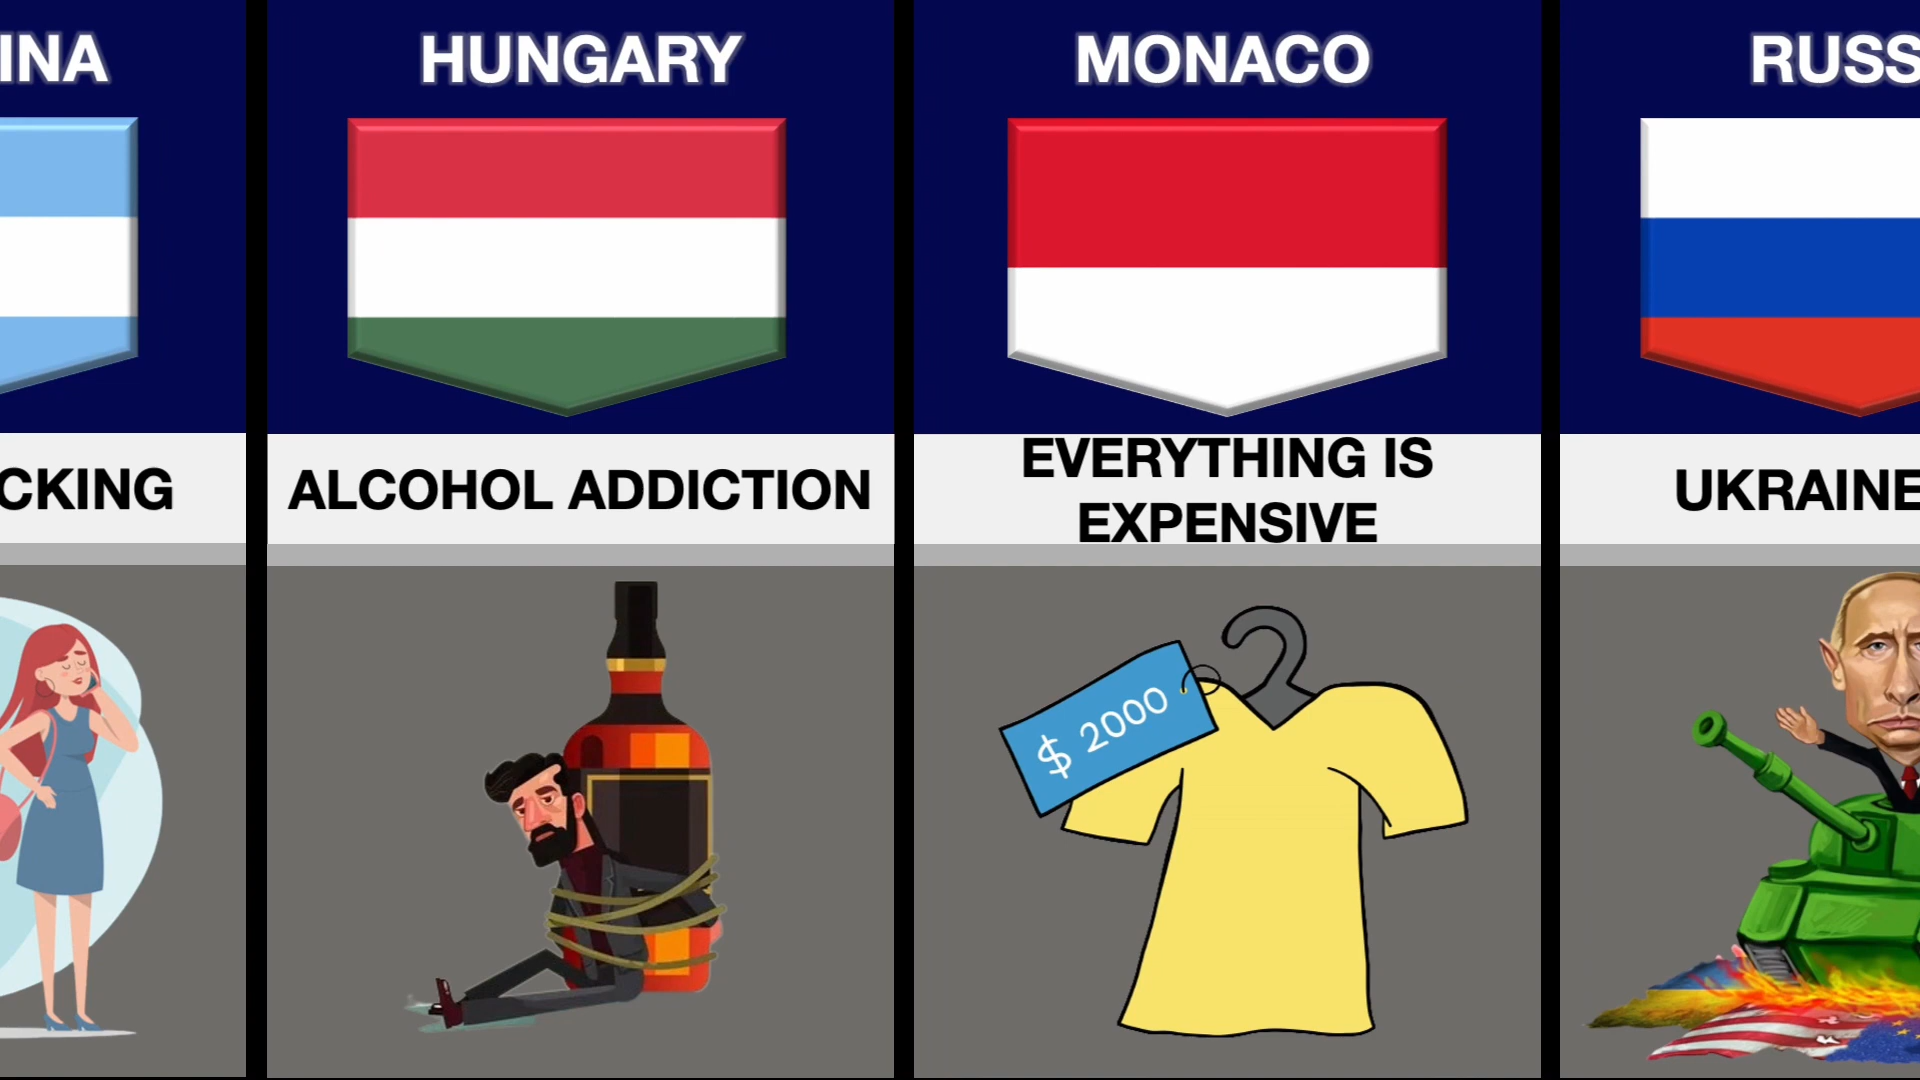 INA
HUNGARY
MONACO
RUSS
CKING
ALCOHOL ADDICTION
EVERYTHING IS
EXPENSIVE
UKRAINE
$ 2000